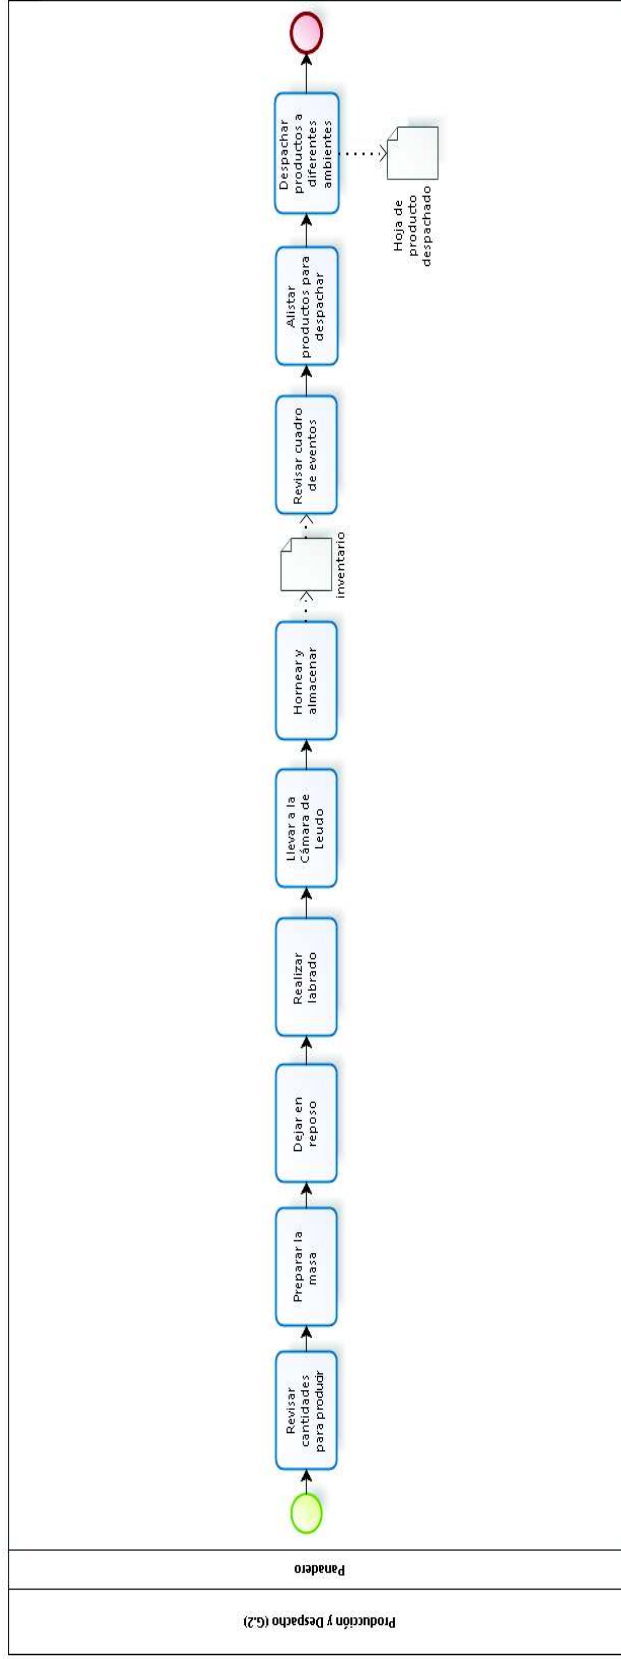 Producción y Despacho (G.2)
Panadero
Revisar
cantidades
para producir
Preparar la
masa
Dejar en
reposo
Realizar
labrado
Llevar a la
Cámara de
Leudo
Hornear y
almacenar
inventario
Revisar cuadro
de eventos
Alistar
productos para
despachar
Despachar
productos a
diferentes
ambientes
Hoja de
producto
despachado